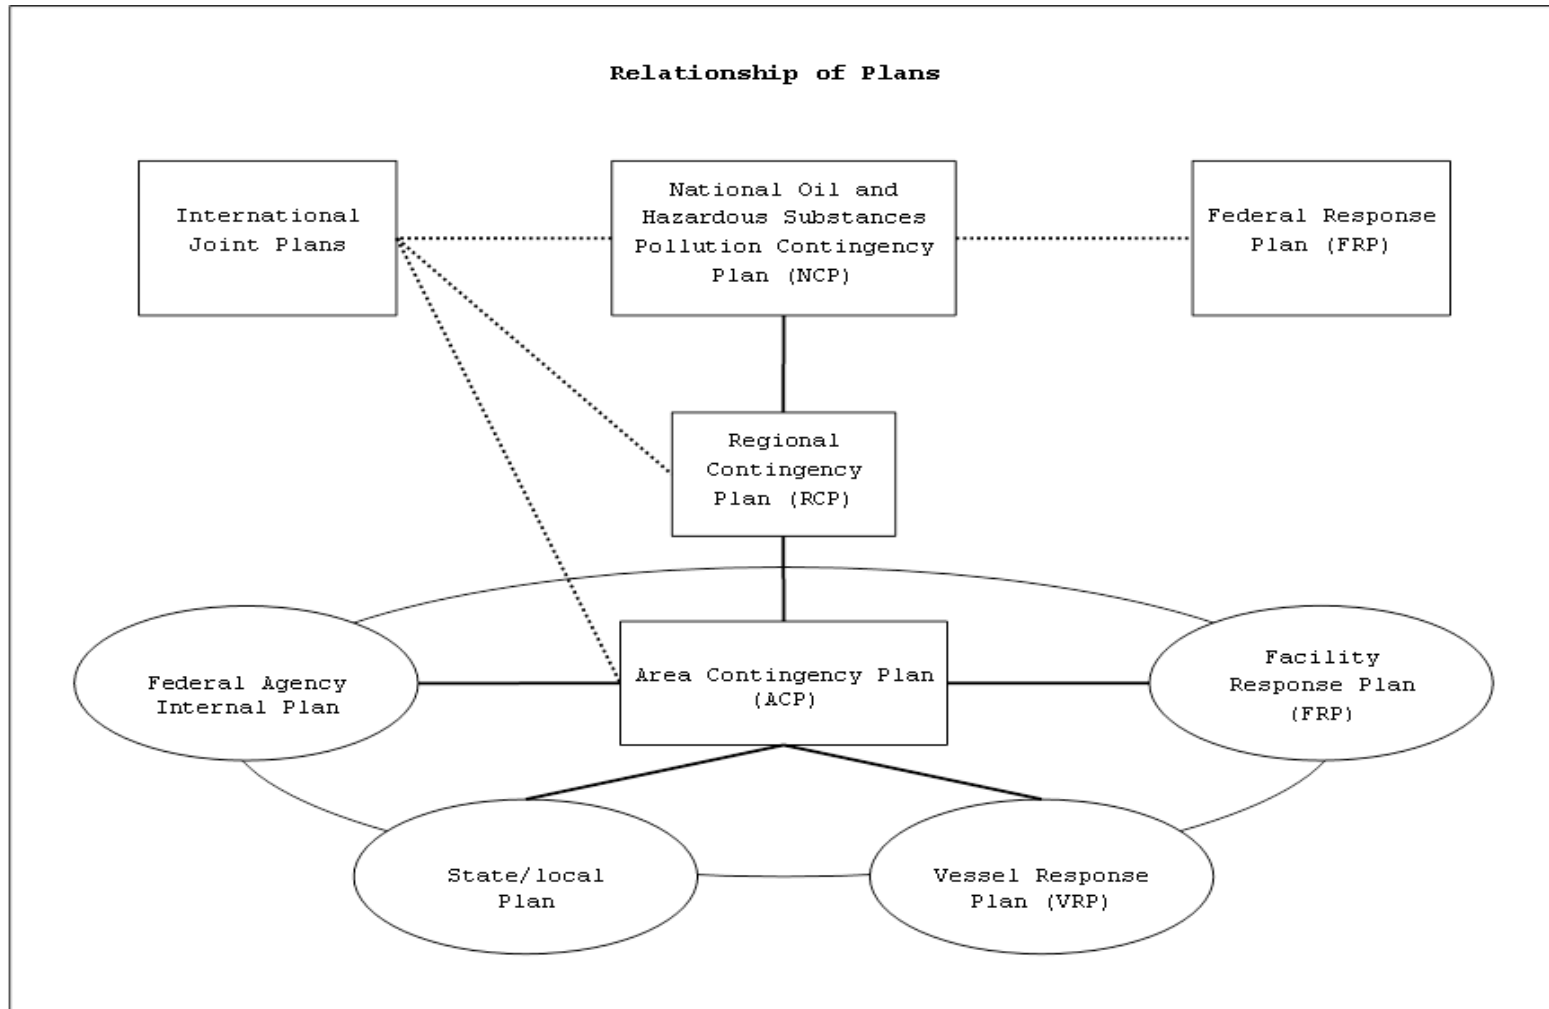 Relationship of Plans
International
Joint Plans
National Oil and
Hazardous Substances
Pollution Contingency
Plan (NCP)
Federal Response
Plan (FRP)
Regional
Contingency
Plan (RCP)
Federal Agency
Internal Plan
Area Contingency Plan
(ACP)
Facility
Response Plan
(FRP)
State/local
Plan
Vessel Response
Plan (VRP)